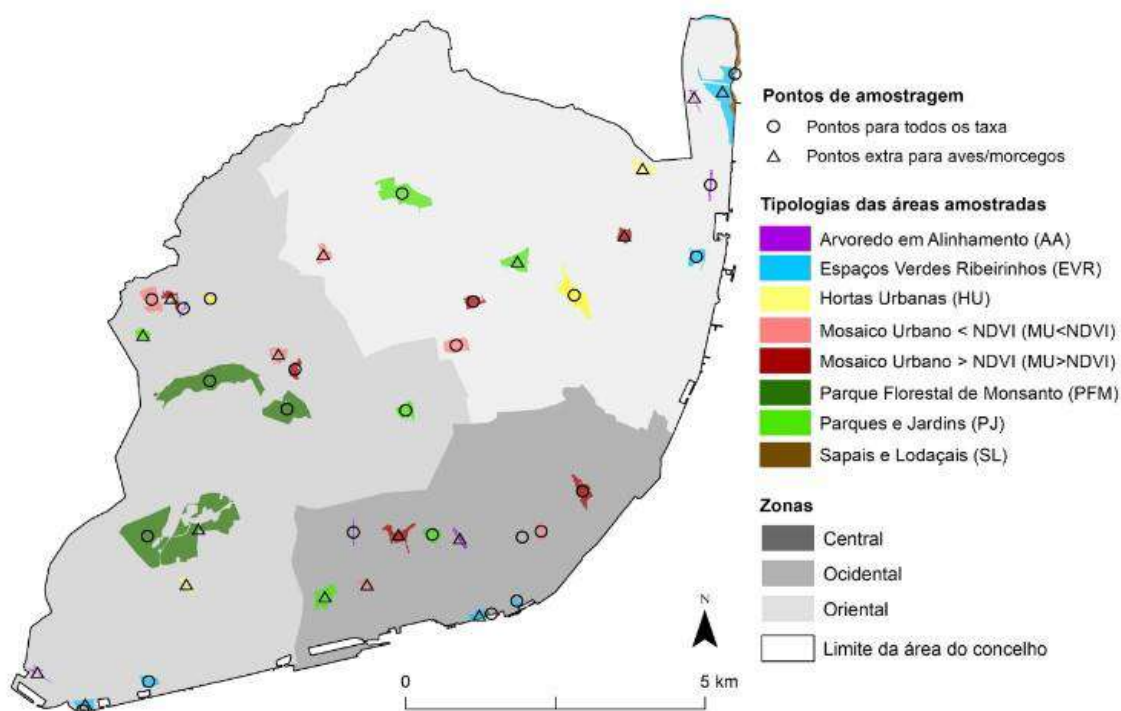 Pontos de amostragem
Pontos para todos os taxa
Pontos extra para aves/morcegos
Tipologias das áreas amostradas
Arvoredo em Alinhamento (AA)
Espaços Verdes Ribeirinhos (EVR)
Hortas Urbanas (HU)
Mosaico Urbano < NDVI (MU<NDVI)
Mosaico Urbano > NDVI (MU>NDVI)
Parque Florestal de Monsanto (PFM)
Parques e Jardins (PJ)
Sapais e Lodaçais (SL)
Zonas
Central
Ocidental
Oriental
Limite da área do concelho
N
0 5 km